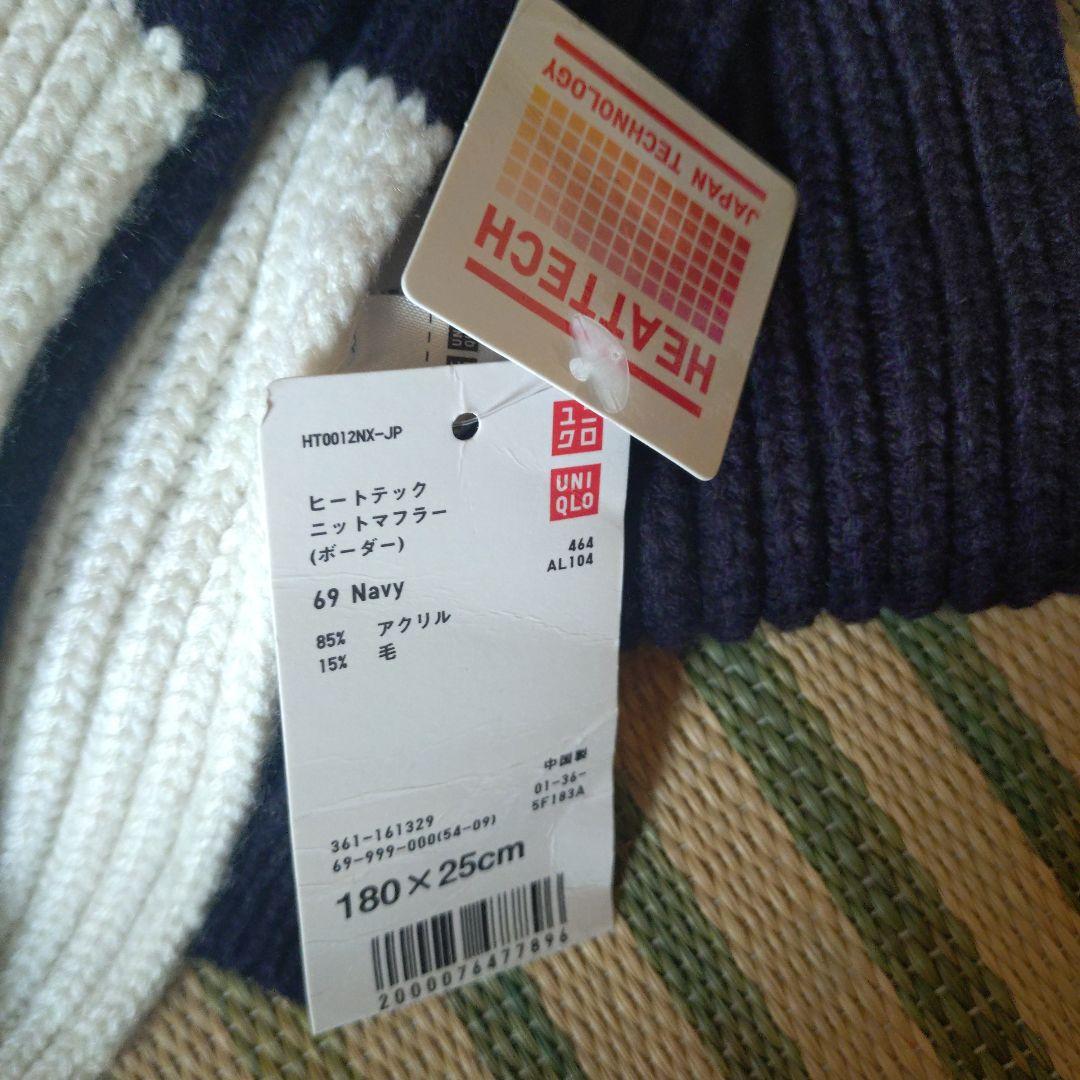 JAPAN TECHNOLOGY
HEATTECH
HT0012NX-JP
ユニ
クロ
UNI
QLO
ヒートテック
ニットマフラー
(ボーダー)
464
AL104
69 Navy
85% アクリル
15% 毛
中国製
01-36-
5F183A
361-161329
69-999-000(54-09)
180×25cm
2000076477896